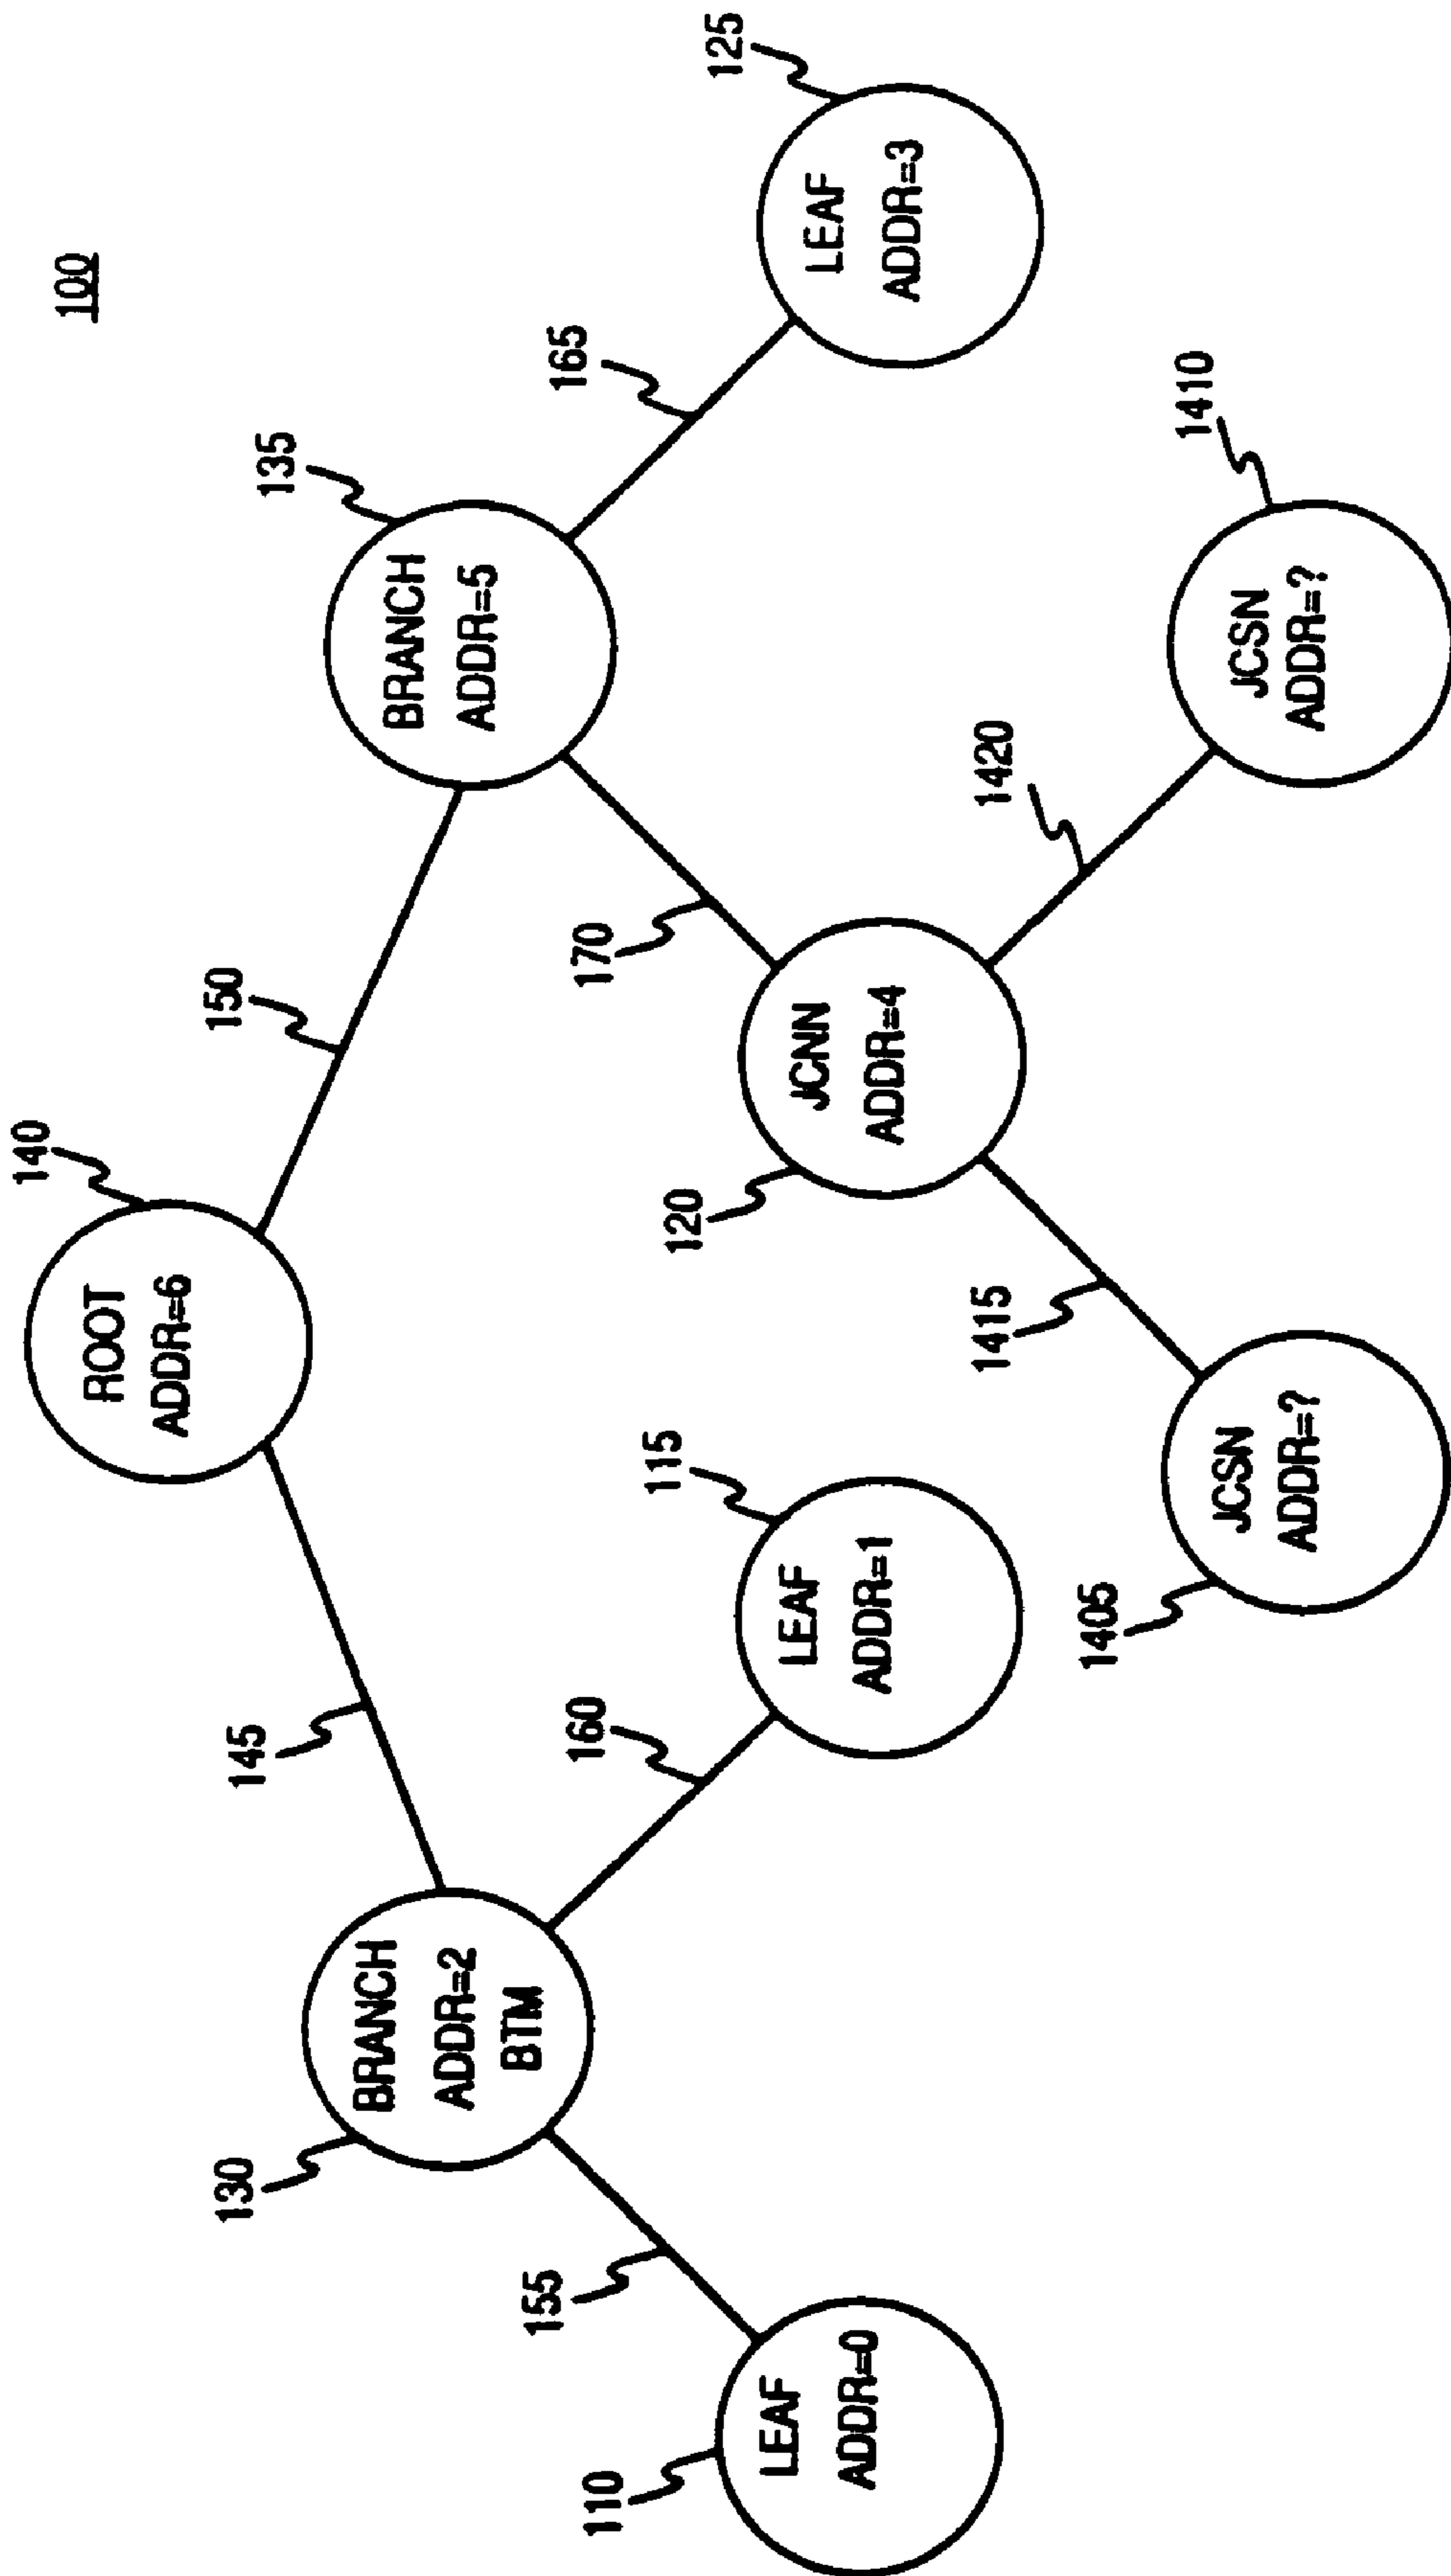 100
140
ROOT
ADDR=6
145
150
130
BRANCH
ADDR=2
BTM
135
BRANCH
ADDR=5
155
160
170
165
110
LEAF
ADDR=0
115
LEAF
ADDR=1
120
JCNN
ADDR=4
125
LEAF
ADDR=3
1415
1420
1405
JCSN
ADDR=?
1410
JCSN
ADDR=?